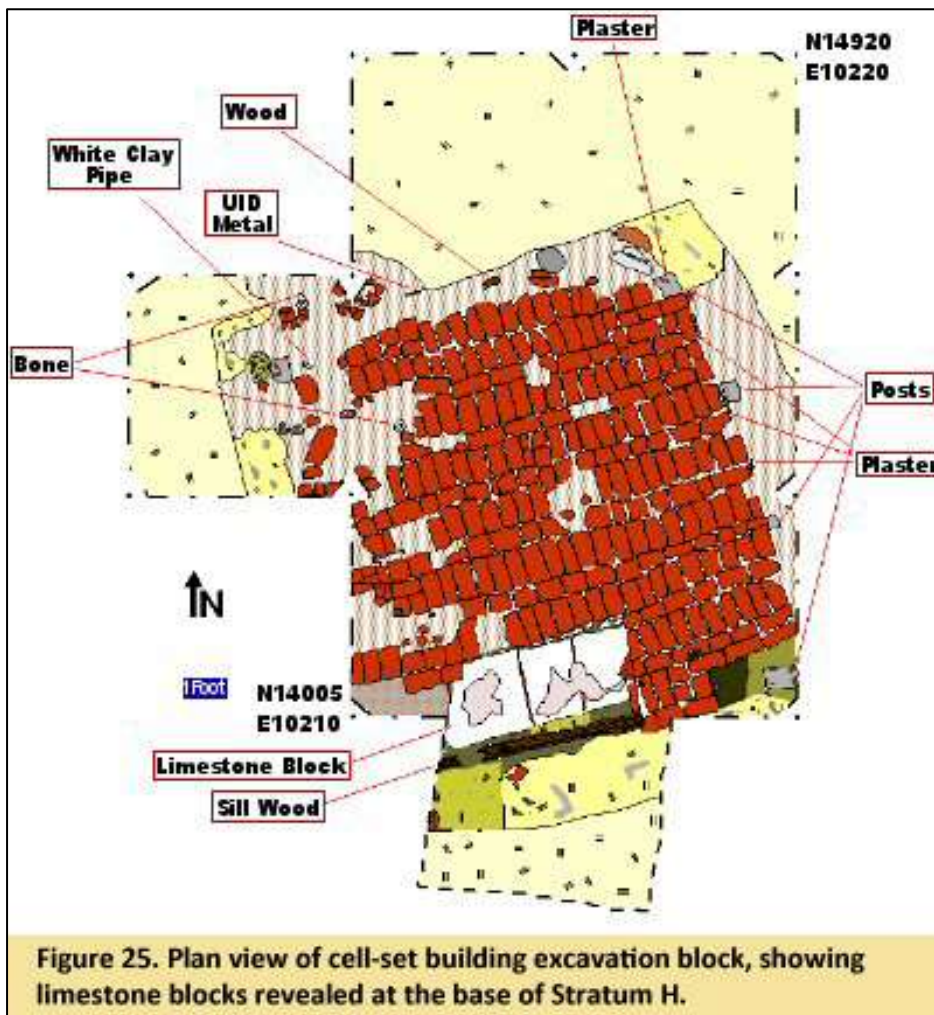 Plaster
N14920
E10220
Wood
White Clay
Pipe
UID
Metal
Bone
Posts
Plaster
N
1 Foot
N14005
E10210
Limestone Block
Sill Wood
Figure 25. Plan view of cell-set building excavation block, showing
limestone blocks revealed at the base of Stratum H.